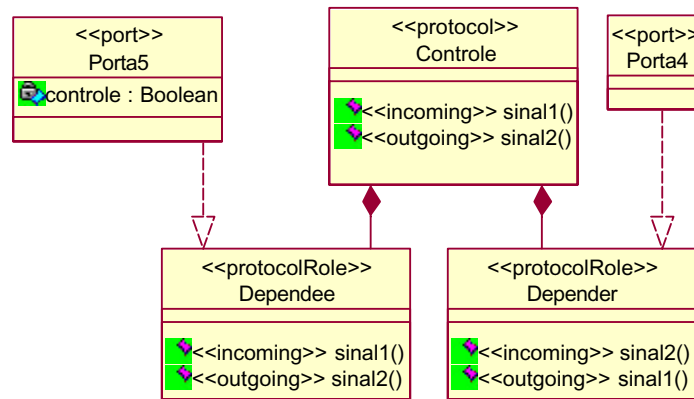 <<port>>
Porta5
controle : Boolean
<<protocol>>
Controle
<<incoming>> sinal1()
<<outgoing>> sinal2()
<<port>>
Porta4
<<protocolRole>>
Dependee
<<incoming>> sinal1()
<<outgoing>> sinal2()
<<protocolRole>>
Depender
<<incoming>> sinal2()
<<outgoing>> sinal1()